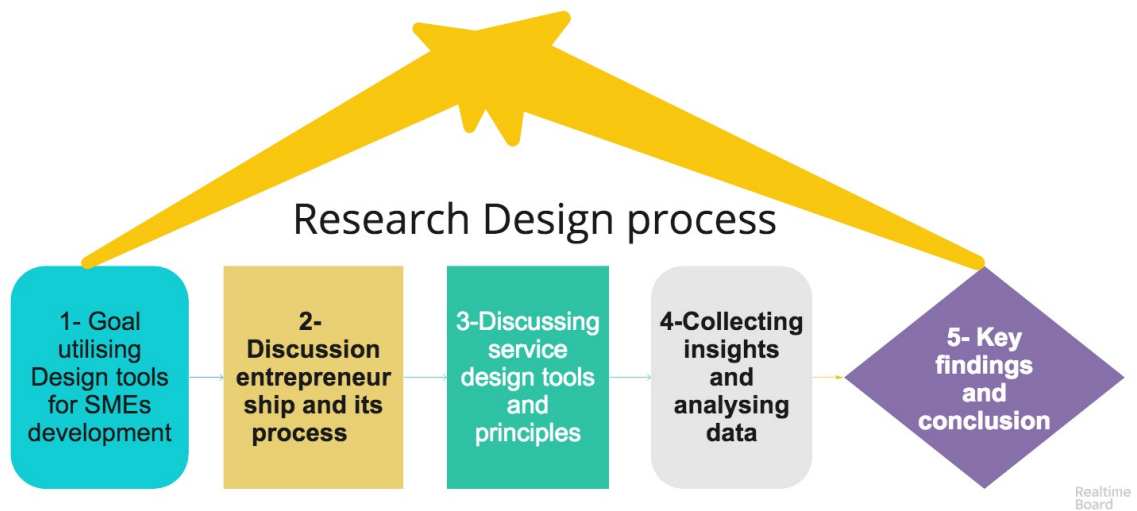 Research Design process
1- Goal
utilising
Design tools
for SMEs
development
2-
Discussion
entrepreneur
ship and its
process
3-Discussing
service
design tools
and
principles
4-Collecting
insights
and
analysing
data
5- Key
findings
and
conclusion
Realtime
Board